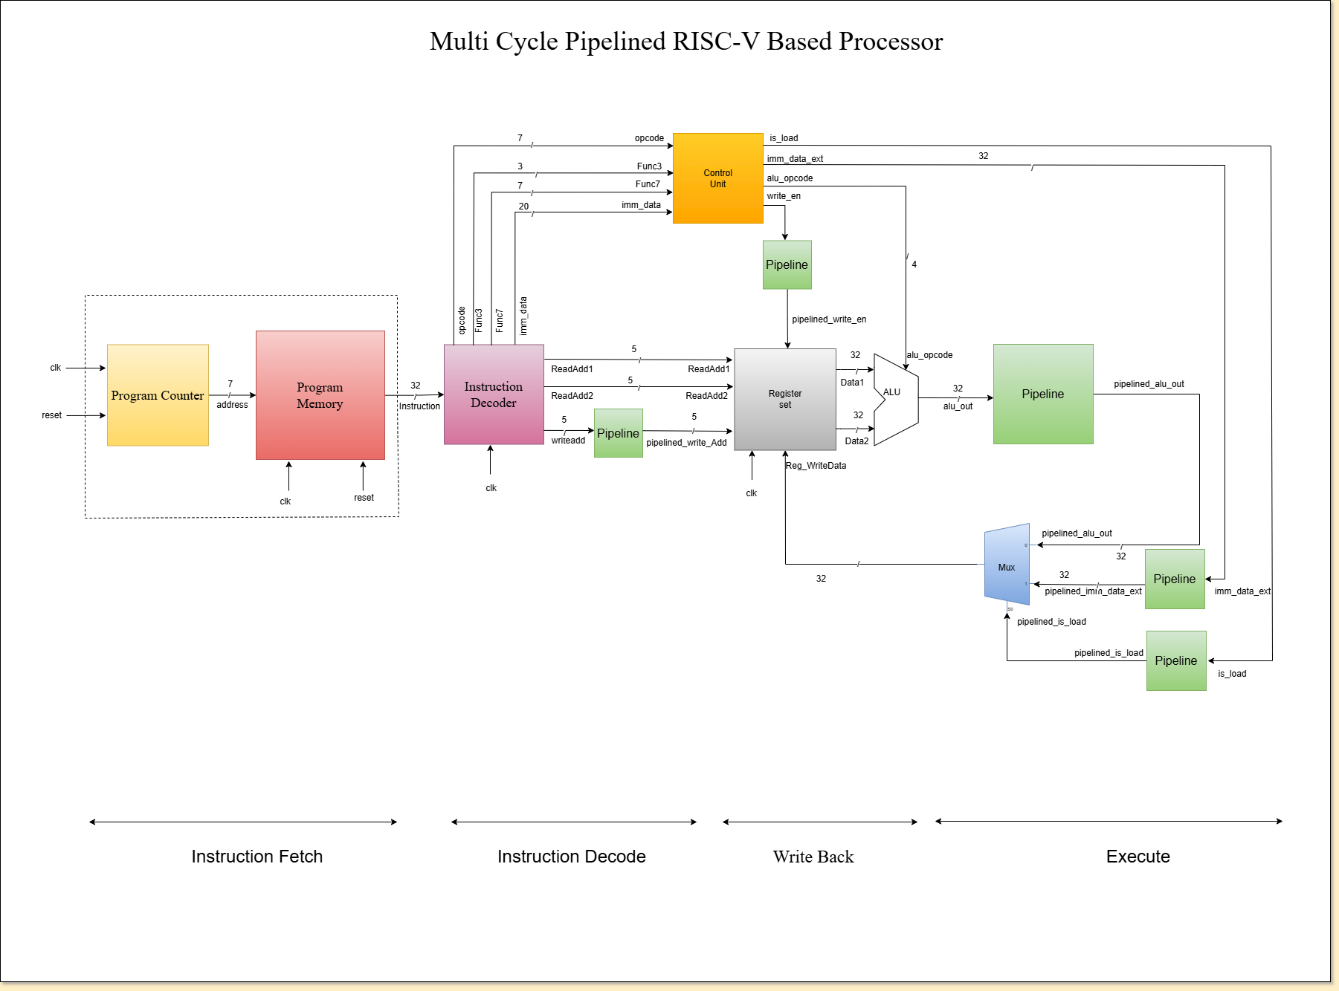 Multi Cycle Pipelined RISC-V Based Processor
7
opcode
is_load
3
Func3
imm_data_ext
32
7
Func7
alu_opcode
20
imm_data
write_en
Control
Unit
Pipeline
4
pipelined_write_en
opcode
Func3
Func7
imm_data
clk
reset
Program Counter
7
address
Program
Memory
32
Instruction
clk
reset
Instruction
Decoder
clk
5
ReadAdd1
ReadAdd1
5
ReadAdd2
ReadAdd2
5
writeadd
Pipeline
5
pipelined_write_Add
Register
set
clk
Reg_WriteData
32
Data1
32
Data2
alu_opcode
ALU
32
alu_out
Pipeline
pipelined_alu_out
pipelined_alu_out
32
Mux
32
pipelined_imm_data_ext
Pipeline
imm_data_ext
32
pipelined_is_load
pipelined_is_load
Pipeline
is_load
Instruction Fetch
Instruction Decode
Write Back
Execute